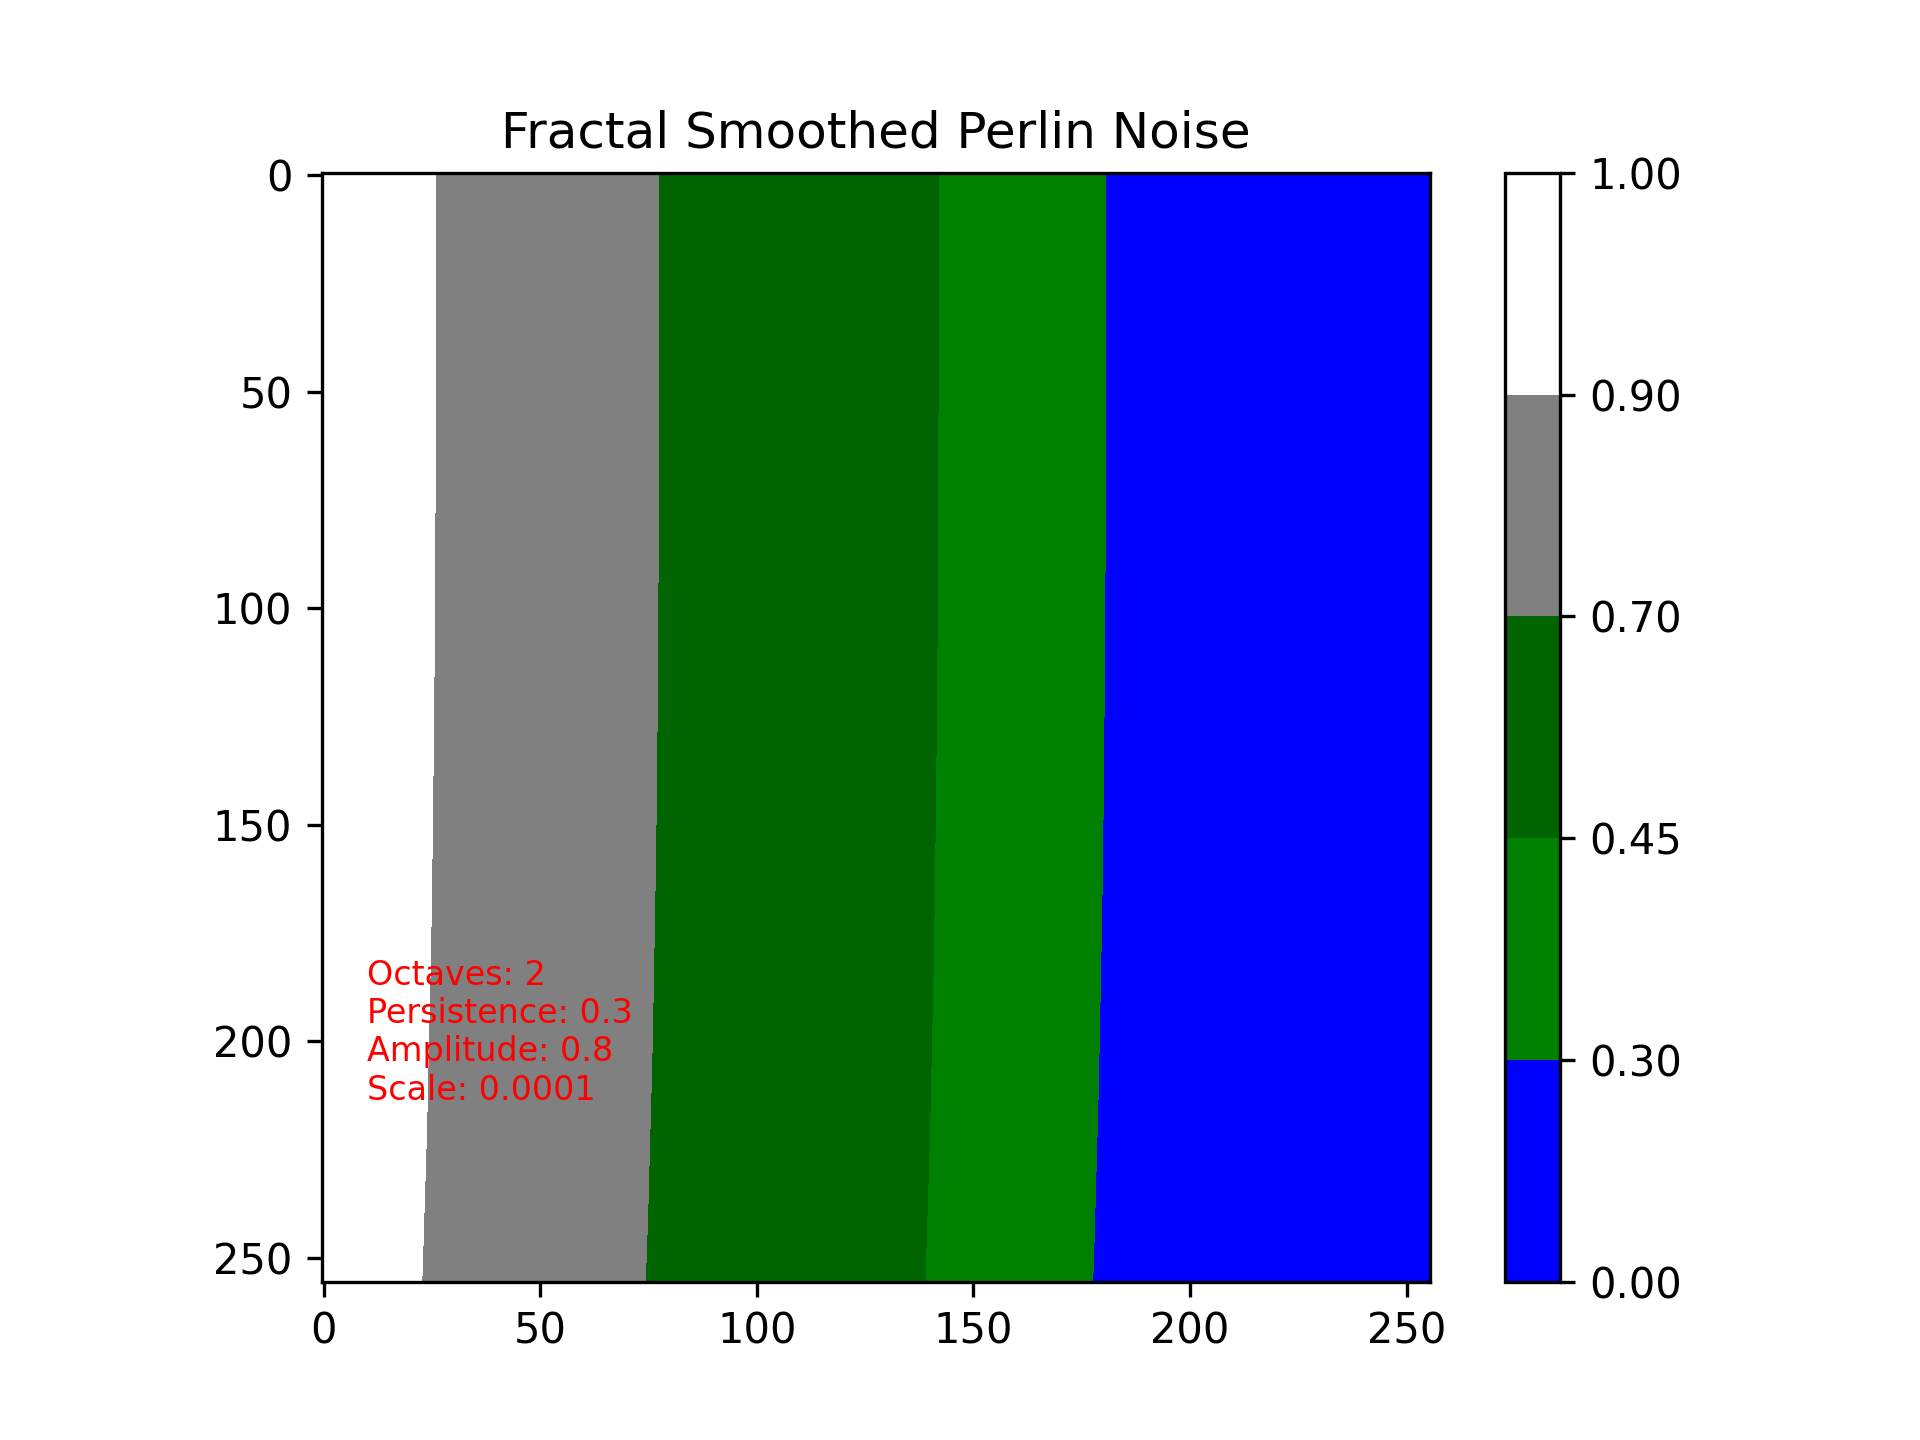 Fractal Smoothed Perlin Noise
0
50
100
150
200
250
Octaves: 2
Persistence: 0.3
Amplitude: 0.8
Scale: 0.0001
0 50 100 150 200 250
1.00
0.90
0.70
0.45
0.30
0.00